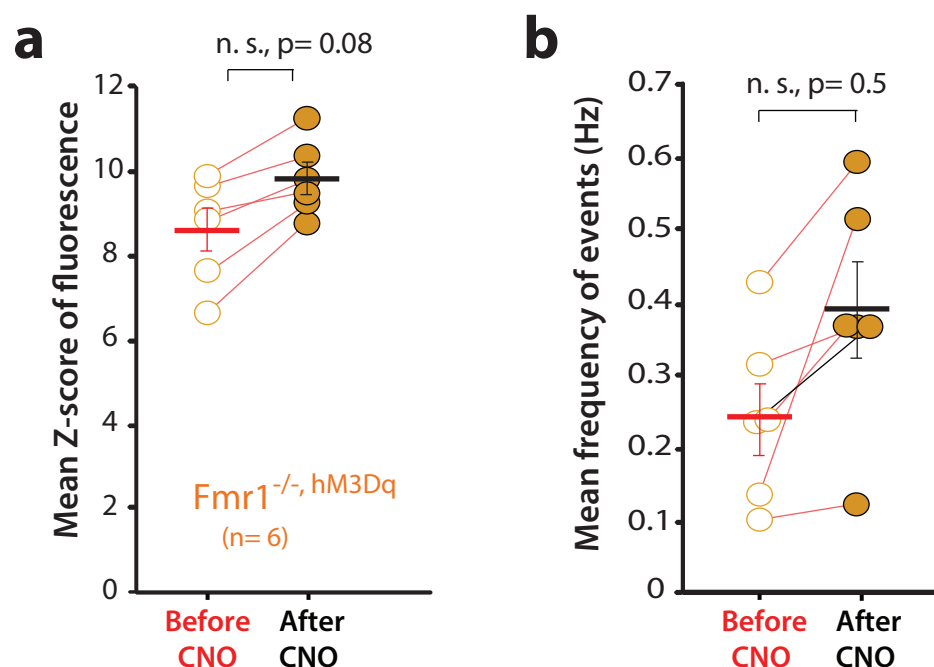 a
n. s., p= 0.08
Mean Z-score of fluorescence
12
10
8
6
4
2
0
Fmr1-/-, hM3Dq
(n= 6)
Before
CNO
After
CNO
b
n. s., p= 0.5
Mean frequency of events (Hz)
0.7
0.6
0.5
0.4
0.3
0.2
0.1
0
Before
CNO
After
CNO